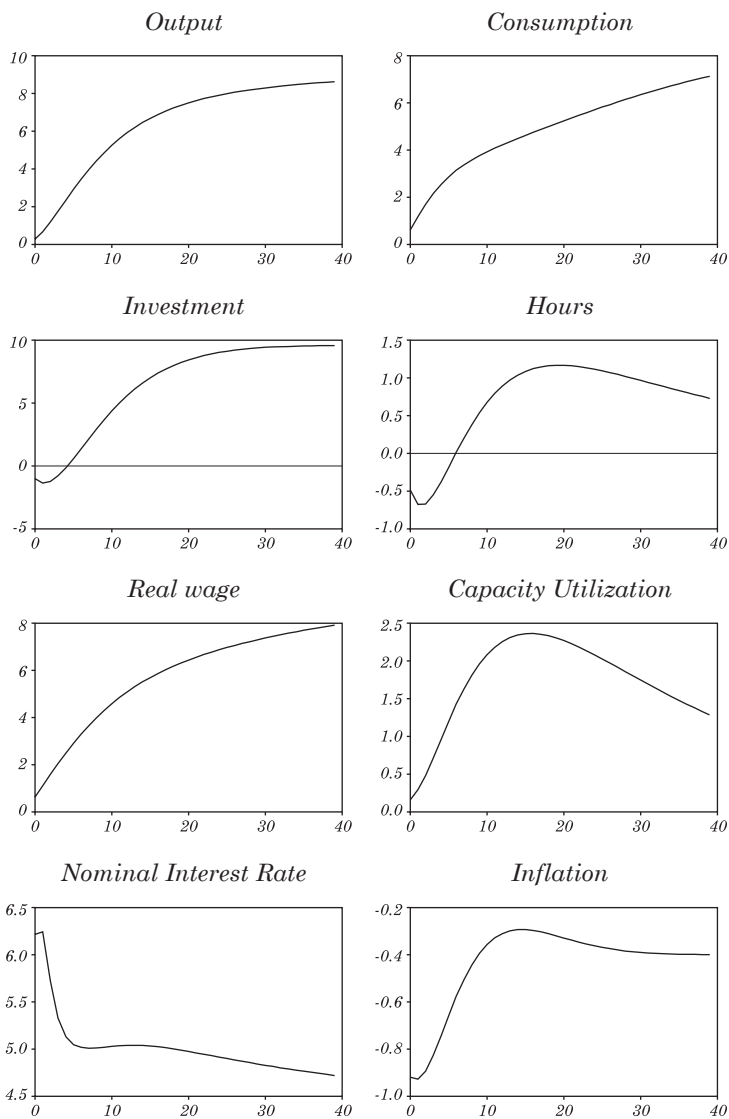 Output
10
8
6
4
2
0
0 10 20 30 40
Consumption
8
6
4
2
0
0 10 20 30 40
Investment
10
5
0
-5
0 10 20 30 40
Hours
1.5
1.0
0.5
0.0
-0.5
-1.0
0 10 20 30 40
Real wage
8
6
4
2
0
0 10 20 30 40
Capacity Utilization
2.5
2.0
1.5
1.0
0.5
0.0
0 10 20 30 40
Nominal Interest Rate
6.5
6.0
5.5
5.0
4.5
0 10 20 30 40
Inflation
-0.2
-0.4
-0.6
-0.8
-1.0
0 10 20 30 40